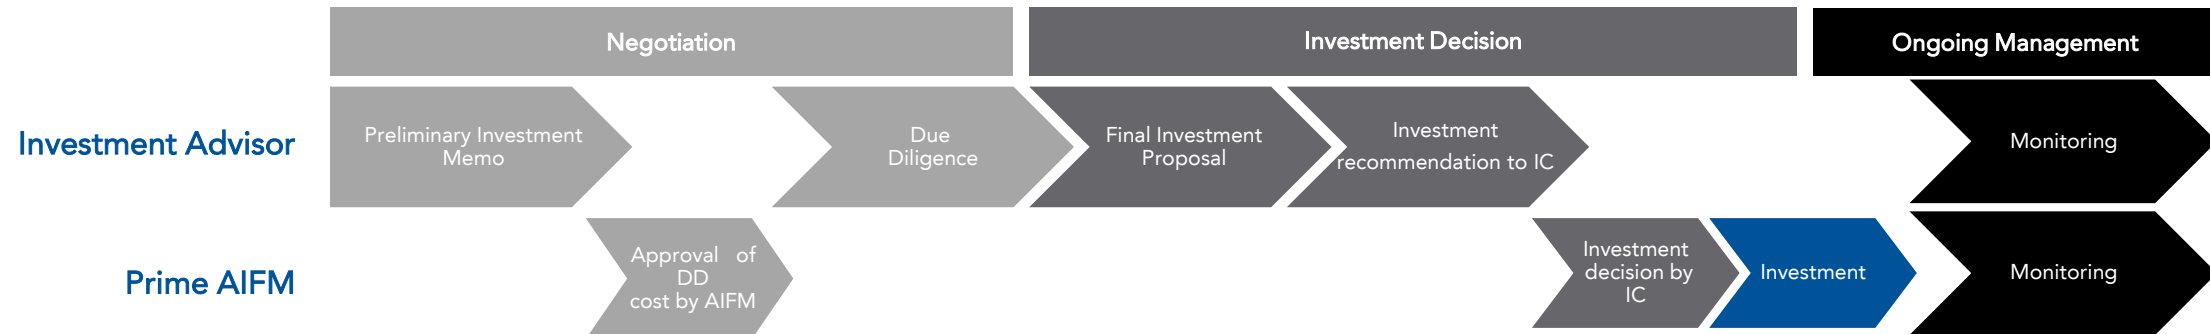 Negotiation
Investment Decision
Ongoing Management
Investment Advisor
Preliminary Investment
Memo
Due
Diligence
Final Investment
Proposal
Investment
recommendation to IC
Monitoring
Prime AIFM
Approval of
DD
cost by AIFM
Investment
decision by
IC
Investment
Monitoring